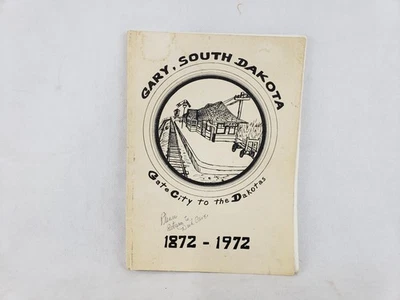 GARY, SOUTH DAKOTA
Gate City to the Dakotas
1872 - 1972